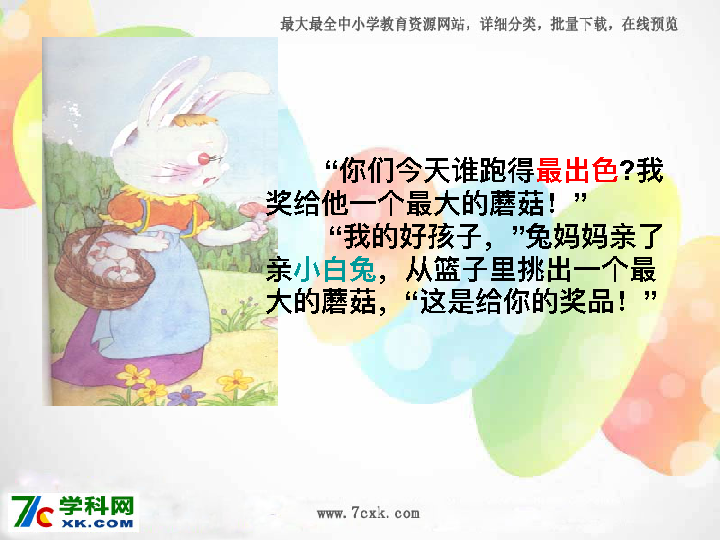 最大最全中小学教育资源网站，详细分类，批量下载，在线预览
“你们今天谁跑得最出色?我
奖给他一个最大的蘑菇！”
“我的好孩子，”兔妈妈亲了
亲小白兔，从篮子里挑出一个最
大的蘑菇，“这是给你的奖品！”
7C学科网
XK.COM
www.7cxk.com